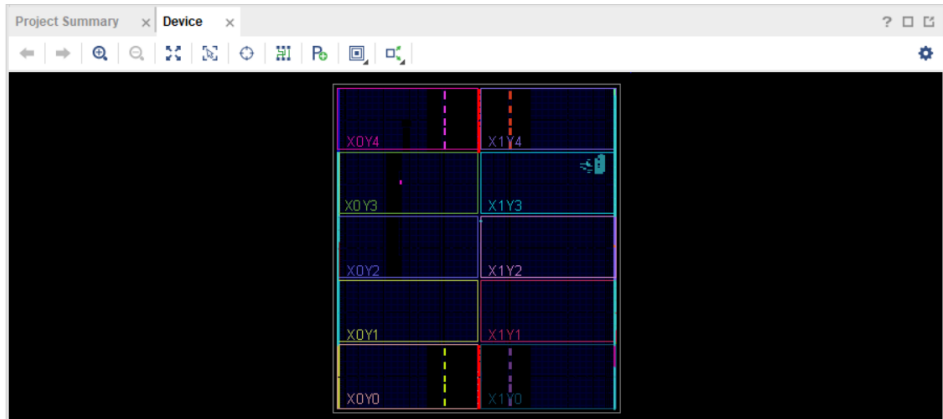 Project Summary × Device ×
?
X0Y4 X1Y4
X0Y3 X1Y3
X0Y2 X1Y2
X0Y1 X1Y1
X0Y0 X1Y0